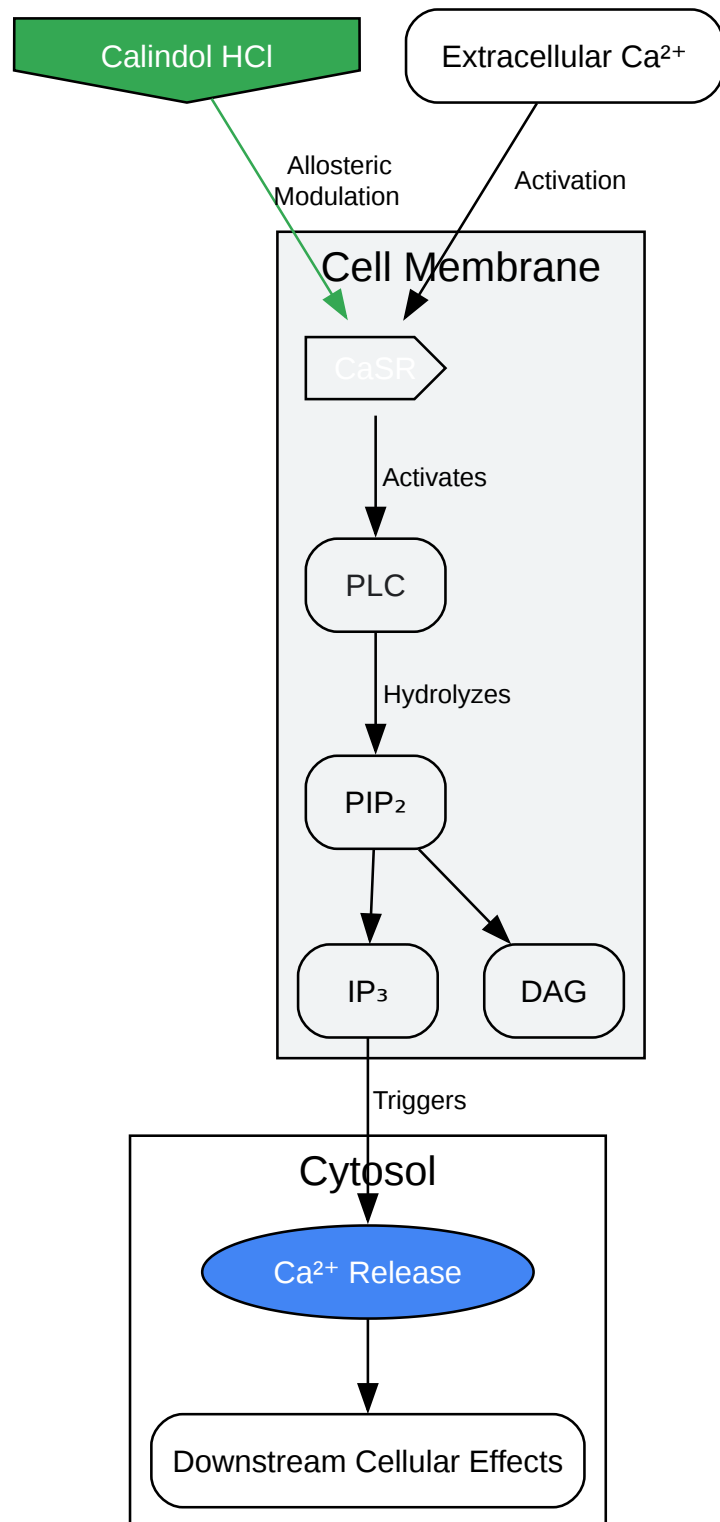 Calindol HCl
Extracellular Ca²⁺
Allosteric
Modulation
Activation
Cell Membrane
CaSR
Activates
PLC
Hydrolyzes
PIP₂
IP₃
DAG
Triggers
Cytosol
Ca²⁺ Release
Downstream Cellular Effects